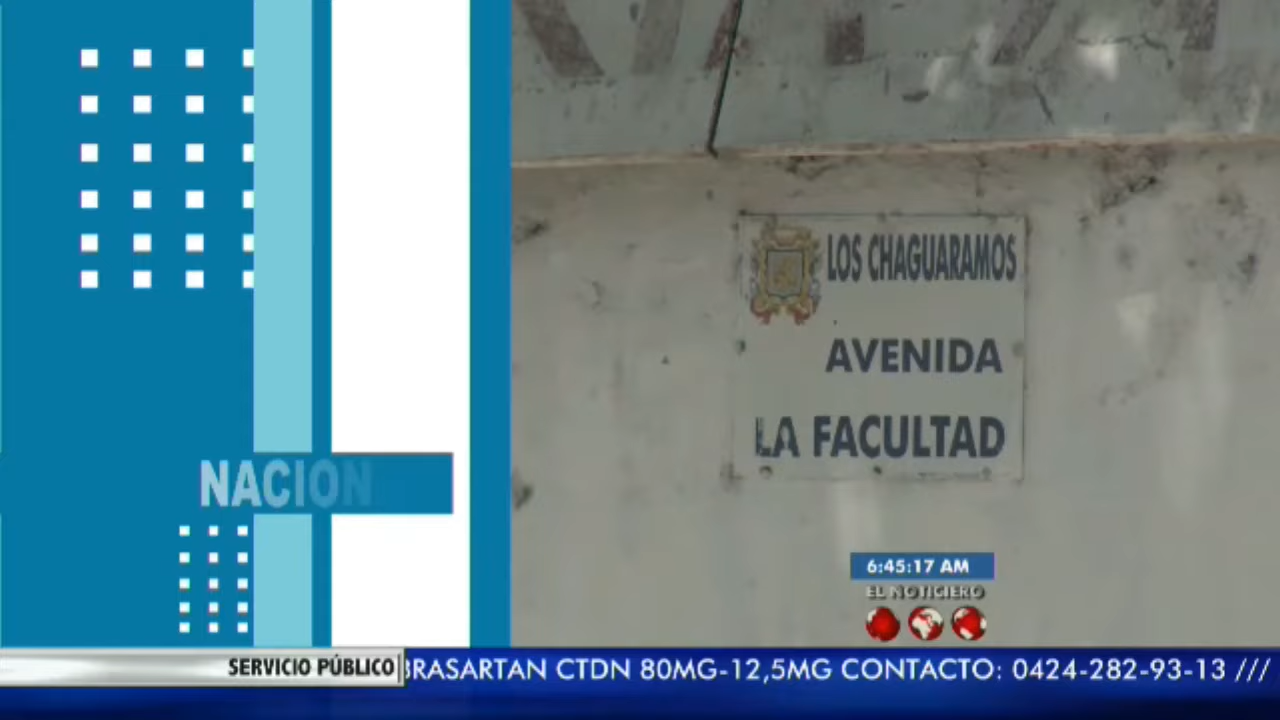 LOS CHAGUARAMOS
AVENIDA
LA FACULTAD
NACION
6:45:17 AM
EL NOTICIERO
SERVICIO PÚBLICO
BRASARTAN CTDN 80MG-12,5MG CONTACTO: 0424-282-93-13 ///